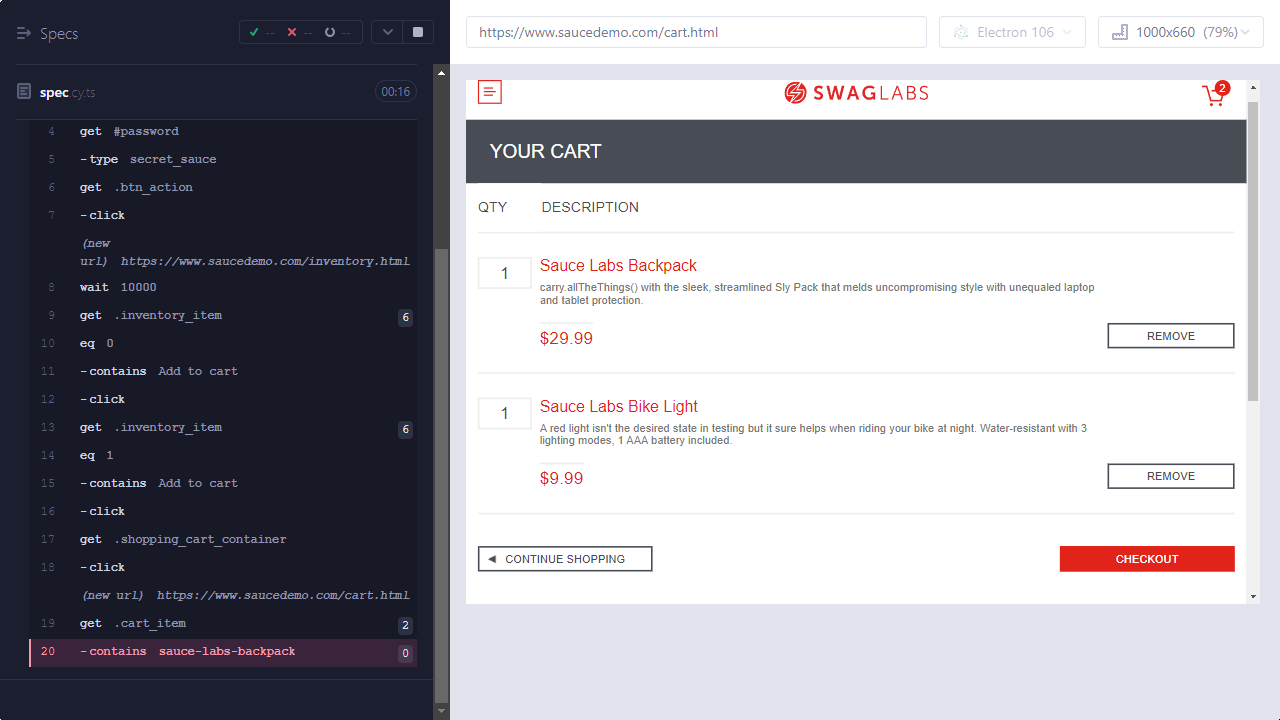 Specs
-- -- --
spec.cy.ts 00:16
4 get #password
5 -type secret_sauce
6 get .btn_action
7 -click
(new
url) https://www.saucedemo.com/inventory.html
8 wait 10000
9 get .inventory_item 6
10 eq 0
11 -contains Add to cart
12 -click
13 get .inventory_item 6
14 eq 1
15 -contains Add to cart
16 -click
17 get .shopping_cart_container
18 -click
(new url) https://www.saucedemo.com/cart.html
19 get .cart_item 2
20 -contains sauce-labs-backpack 0
https://www.saucedemo.com/cart.html Electron 106 1000x660 (79%)
SWAGLABS 2
YOUR CART
QTY DESCRIPTION
1 Sauce Labs Backpack
carry.allTheThings() with the sleek, streamlined Sly Pack that melds uncompromising style with unequaled laptop
and tablet protection.
$29.99 REMOVE
1 Sauce Labs Bike Light
A red light isn't the desired state in testing but it sure helps when riding your bike at night. Water-resistant with 3
lighting modes, 1 AAA battery included.
$9.99 REMOVE
CONTINUE SHOPPING CHECKOUT